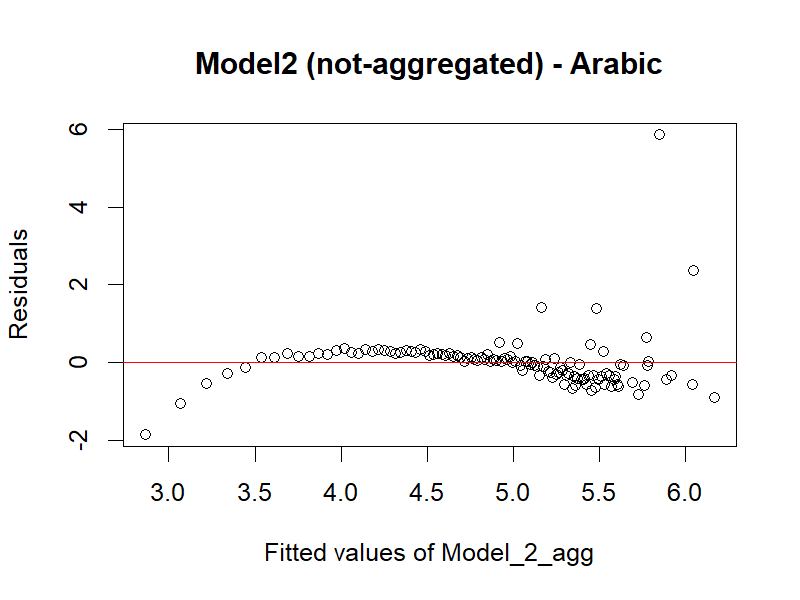 Model2 (not-aggregated) - Arabic
6
4
2
0
-2
Residuals
3.0 3.5 4.0 4.5 5.0 5.5 6.0
Fitted values of Model_2_agg